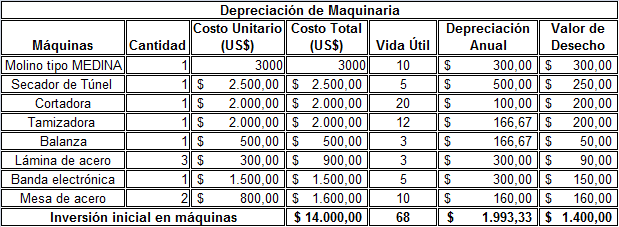 Depreciación de Maquinaria
Máquinas Cantidad Costo Unitario (US$) Costo Total (US$) Vida Útil Depreciación Anual Valor de Desecho
Molino tipo MEDINA 1 3000 3000 10 $ 300,00 $ 300,00
Secador de Túnel 1 $ 2.500,00 $ 2.500,00 5 $ 500,00 $ 250,00
Cortadora 1 $ 2.000,00 $ 2.000,00 20 $ 100,00 $ 200,00
Tamizadora 1 $ 2.000,00 $ 2.000,00 12 $ 166,67 $ 200,00
Balanza 1 $ 500,00 $ 500,00 3 $ 166,67 $ 50,00
Lámina de acero 3 $ 300,00 $ 900,00 3 $ 300,00 $ 90,00
Banda electrónica 1 $ 1.500,00 $ 1.500,00 5 $ 300,00 $ 150,00
Mesa de acero 2 $ 800,00 $ 1.600,00 10 $ 160,00 $ 160,00
Inversión inicial en máquinas $ 14.000,00 68 $ 1.993,33 $ 1.400,00